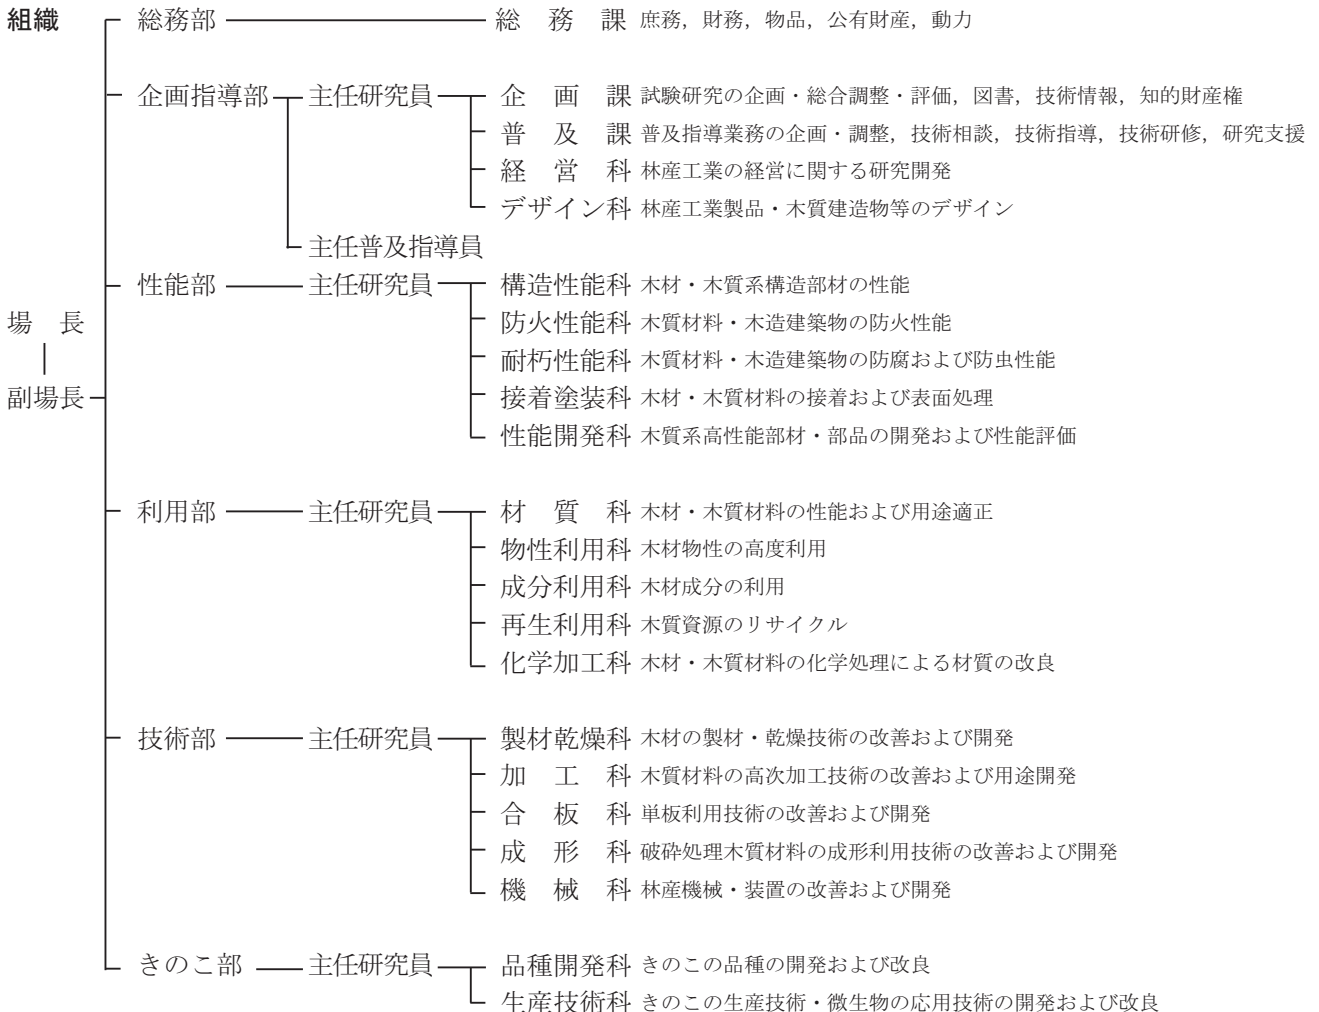 組織
総務部 総務課 庶務，財務，物品，公有財産，動力
企画指導部 主任研究員 企画課 試験研究の企画・総合調整・評価，図書，技術情報，知的財産権
普及課 普及指導業務の企画・調整，技術相談，技術指導，技術研修，研究支援
経営科 林産工業の経営に関する研究開発
デザイン科 林産工業製品・木質建造物等のデザイン
主任普及指導員
性能部 主任研究員 構造性能科 木材・木質系構造部材の性能
場長 防火性能科 木質材料・木造建築物の防火性能
耐朽性能科 木質材料・木造建築物の防腐および防虫性能
副場長 接着塗装科 木材・木質材料の接着および表面処理
性能開発科 木質系高性能部材・部品の開発および性能評価
利用部 主任研究員 材質科 木材・木質材料の性能および用途適正
物性利用科 木材物性の高度利用
成分利用科 木材成分の利用
再生利用科 木質資源のリサイクル
化学加工科 木材・木質材料の化学処理による材質の改良
技術部 主任研究員 製材乾燥科 木材の製材・乾燥技術の改善および開発
加工科 木質材料の高次加工技術の改善および用途開発
合板科 単板利用技術の改善および開発
成形科 破砕処理木質材料の成形利用技術の改善および開発
機械科 林産機械・装置の改善および開発
きのこ部 主任研究員 品種開発科 きのこの品種の開発および改良
生産技術科 きのこの生産技術・微生物の応用技術の開発および改良